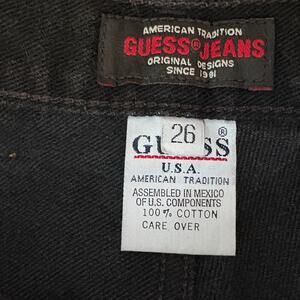 AMERICAN TRADITION
GUESS® JEANS
ORIGINAL DESIGNS
SINCE 1981
26
GUESS®
U.S.A.
AMERICAN TRADITION
ASSEMBLED IN MEXICO
OF U.S. COMPONENTS
100% COTTON
CARE OVER